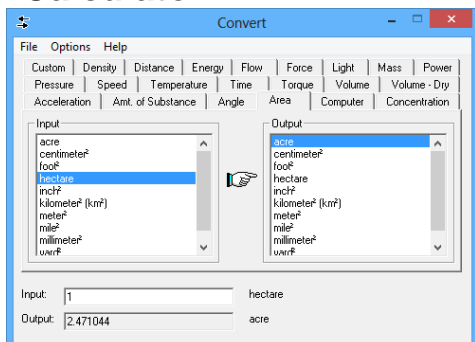 Convert
File Options Help
Custom Density Distance Energy Flow Force Light Mass Power
Pressure Speed Temperature Time Torque Volume Volume - Dry
Acceleration Amt. of Substance Angle Area Computer Concentration
Input Output
acre acre
centimeter² centimeter²
foot² foot²
hectare hectare
inch² inch²
kilometer² (km²) kilometer² (km²)
meter² meter²
mile² mile²
millimeter² millimeter²
yard² yard²
Input: 1 hectare
Output: 2.471044 acre